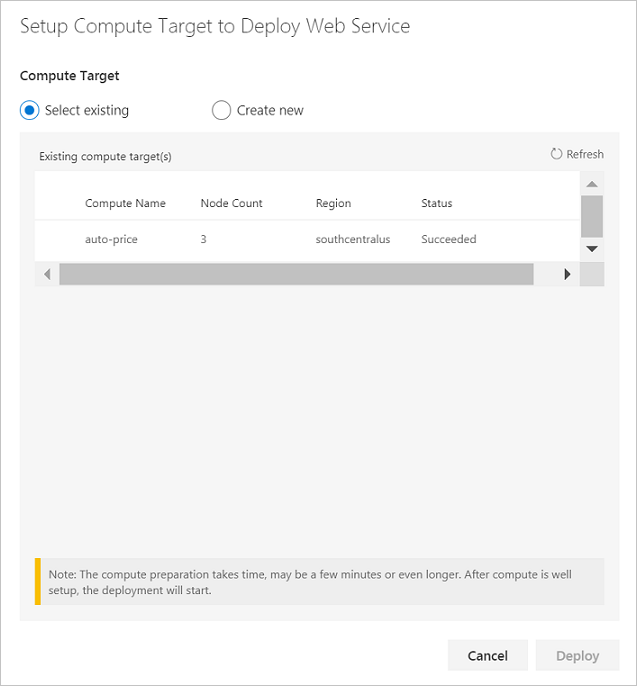 Setup Compute Target to Deploy Web Service
Compute Target
Select existing Create new
Existing compute target(s) Refresh
Compute Name Node Count Region Status
auto-price 3 southcentralus Succeeded
Note: The compute preparation takes time, may be a few minutes or even longer. After compute is well
setup, the deployment will start.
Cancel Deploy